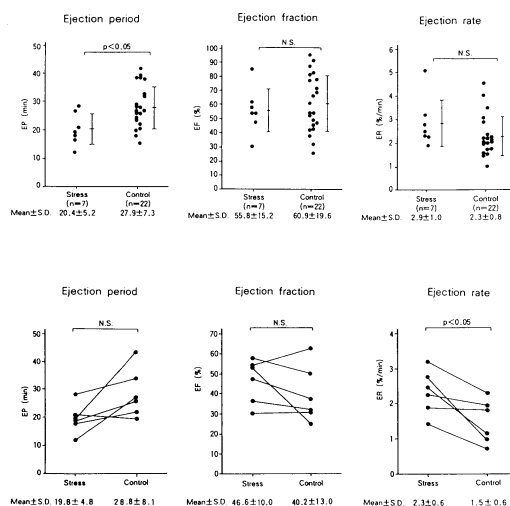 Ejection period
Ejection fraction
Ejection rate
p<0.05
N.S.
N.S.
EP (min)
50
40
30
20
10
0
EF (%)
100
90
80
70
60
50
40
30
20
10
0
ER (%/min)
6
5
4
3
2
1
0
Stress
(n=7)
Control
(n=22)
Stress
(n=7)
Control
(n=22)
Stress
(n=7)
Control
(n=22)
Mean±S.D. 20.4±5.2 27.9±7.3
Mean±S.D. 55.8±15.2 60.9±19.6
Mean±S.D. 2.9±1.0 2.3±0.8
Ejection period
Ejection fraction
Ejection rate
N.S.
N.S.
p<0.05
EP (min)
50
40
30
20
10
0
EF (%)
70
60
50
40
30
20
10
0
ER (%/min)
4
3
2
1
0
Stress Control
Stress Control
Stress Control
Mean±S.D. 19.8±4.8 28.8±8.1
Mean±S.D. 46.6±10.0 40.2±13.0
Mean±S.D. 2.3±0.6 1.5±0.6